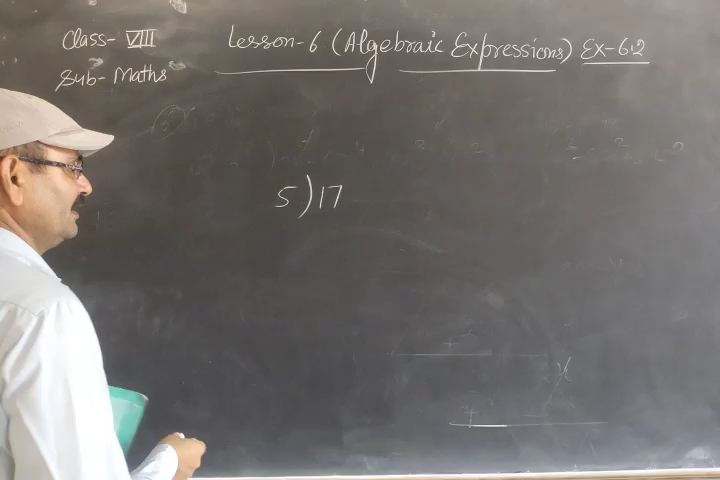 Class- VIII
Lesson-6 (Algebraic Expressions) Ex-6.2
Sub- Maths
5)17